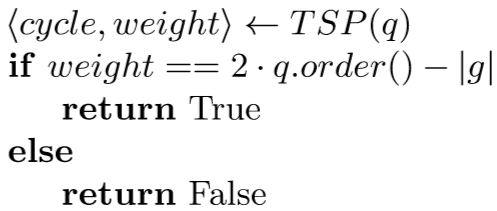 ⟨cycle, weight⟩ ← TSP(q)
if weight == 2 · q.order() − |g|
return True
else
return False